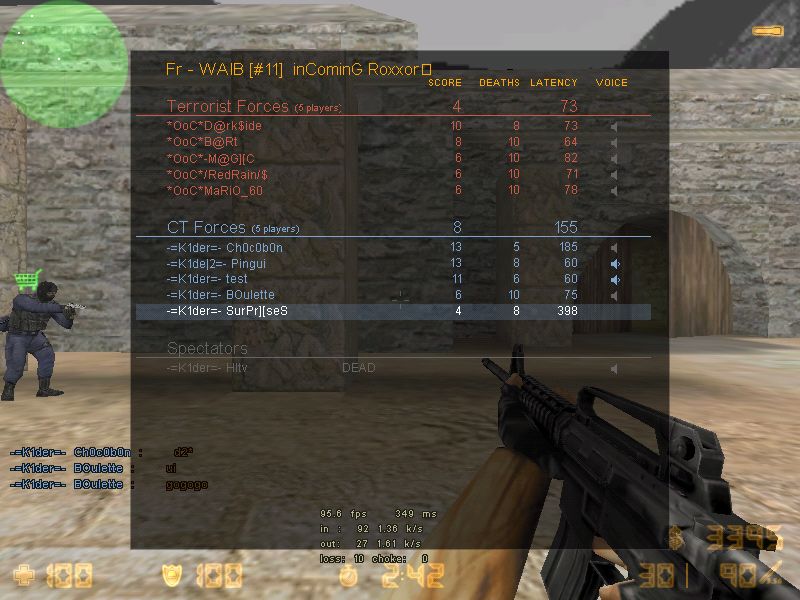 Fr - WAIB [#11] inCominG Roxxor
SCORE DEATHS LATENCY VOICE
Terrorist Forces (5 players) 4 73
*OoC*D@rk$ide 10 8 73
*OoC*B@Rt 8 10 64
*OoC*-M@G][C 6 10 82
*OoC*/RedRain/$ 6 10 71
*OoC*MaRiO_60 6 10 78
CT Forces (5 players) 8 155
-=K1der=- Ch0c0b0n 13 5 185
-=K1de|2=- Pingui 13 8 60
-=K1der=- test 11 6 60
-=K1der=- BOulette 6 10 75
-=K1der=- SurPr][seS 4 8 398
Spectators
-=K1der=- Hltv DEAD
-=K1der=- Ch0c0b0n : d2*
-=K1der=- BOulette : ui
-=K1der=- BOulette : gogogo
95.6 fps 349 ms
in : 92 1.36 k/s
out: 27 1.61 k/s
loss: 10 choke: 0
$ 3395
100 100 2:42 30 | 90